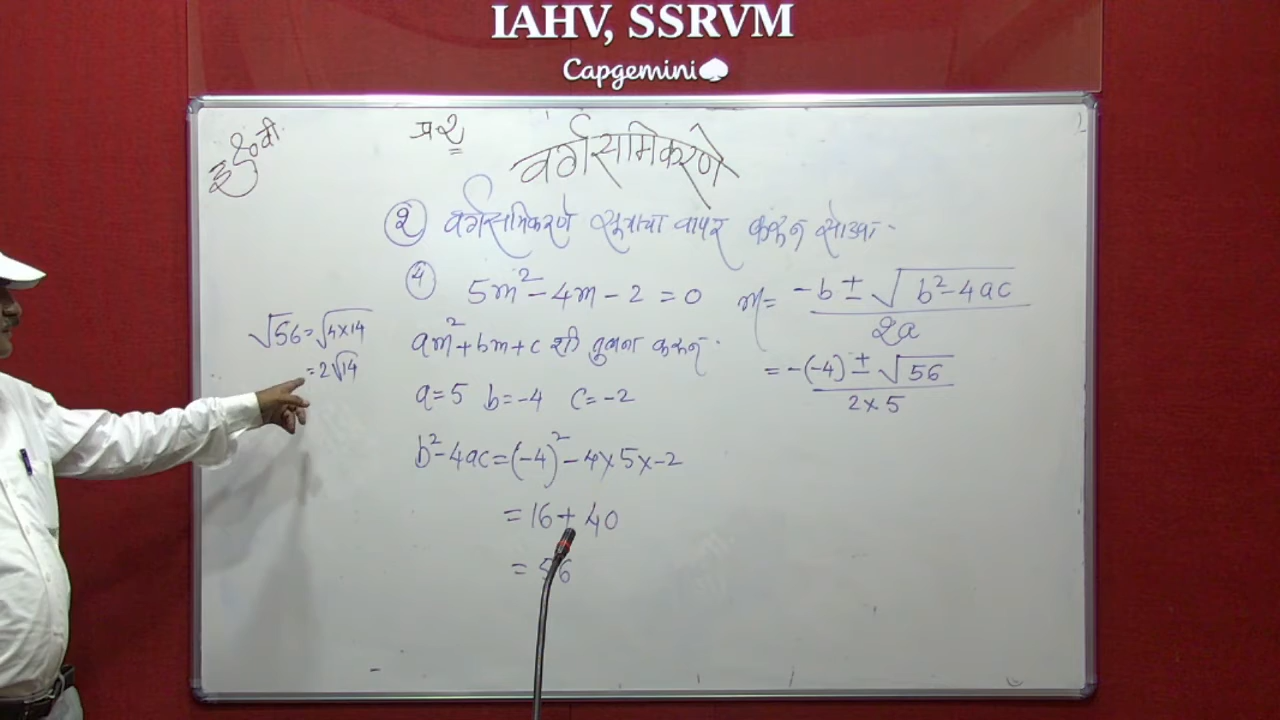 IAHV, SSRVM
Capgemini
इ १० वी.
प्र २
वर्गसमिकरणे
२) वर्गसमिकरणे सूत्राचा वापर करून सोडवा.
4) 5m² - 4m - 2 = 0
am² + bm + c शी तुलना करून.
a = 5 b = -4 c = -2
b² - 4ac = (-4)² - 4 × 5 × -2
= 16 + 40
= 56
√56 = √4×14
= 2√14
m = -b ± √b² - 4ac / 2a
= -(-4) ± √56 / 2 × 5